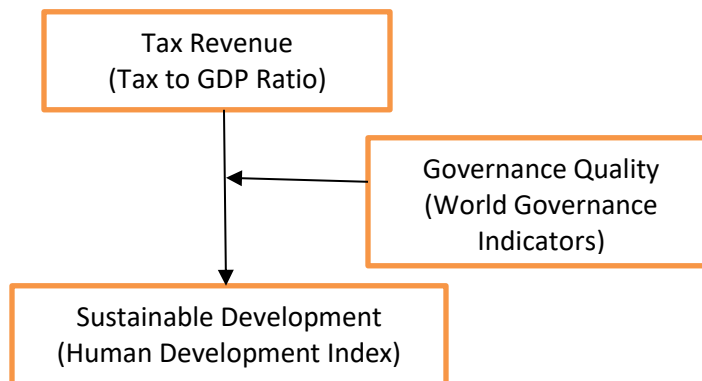 Tax Revenue
(Tax to GDP Ratio)
Governance Quality
(World Governance
Indicators)
Sustainable Development
(Human Development Index)